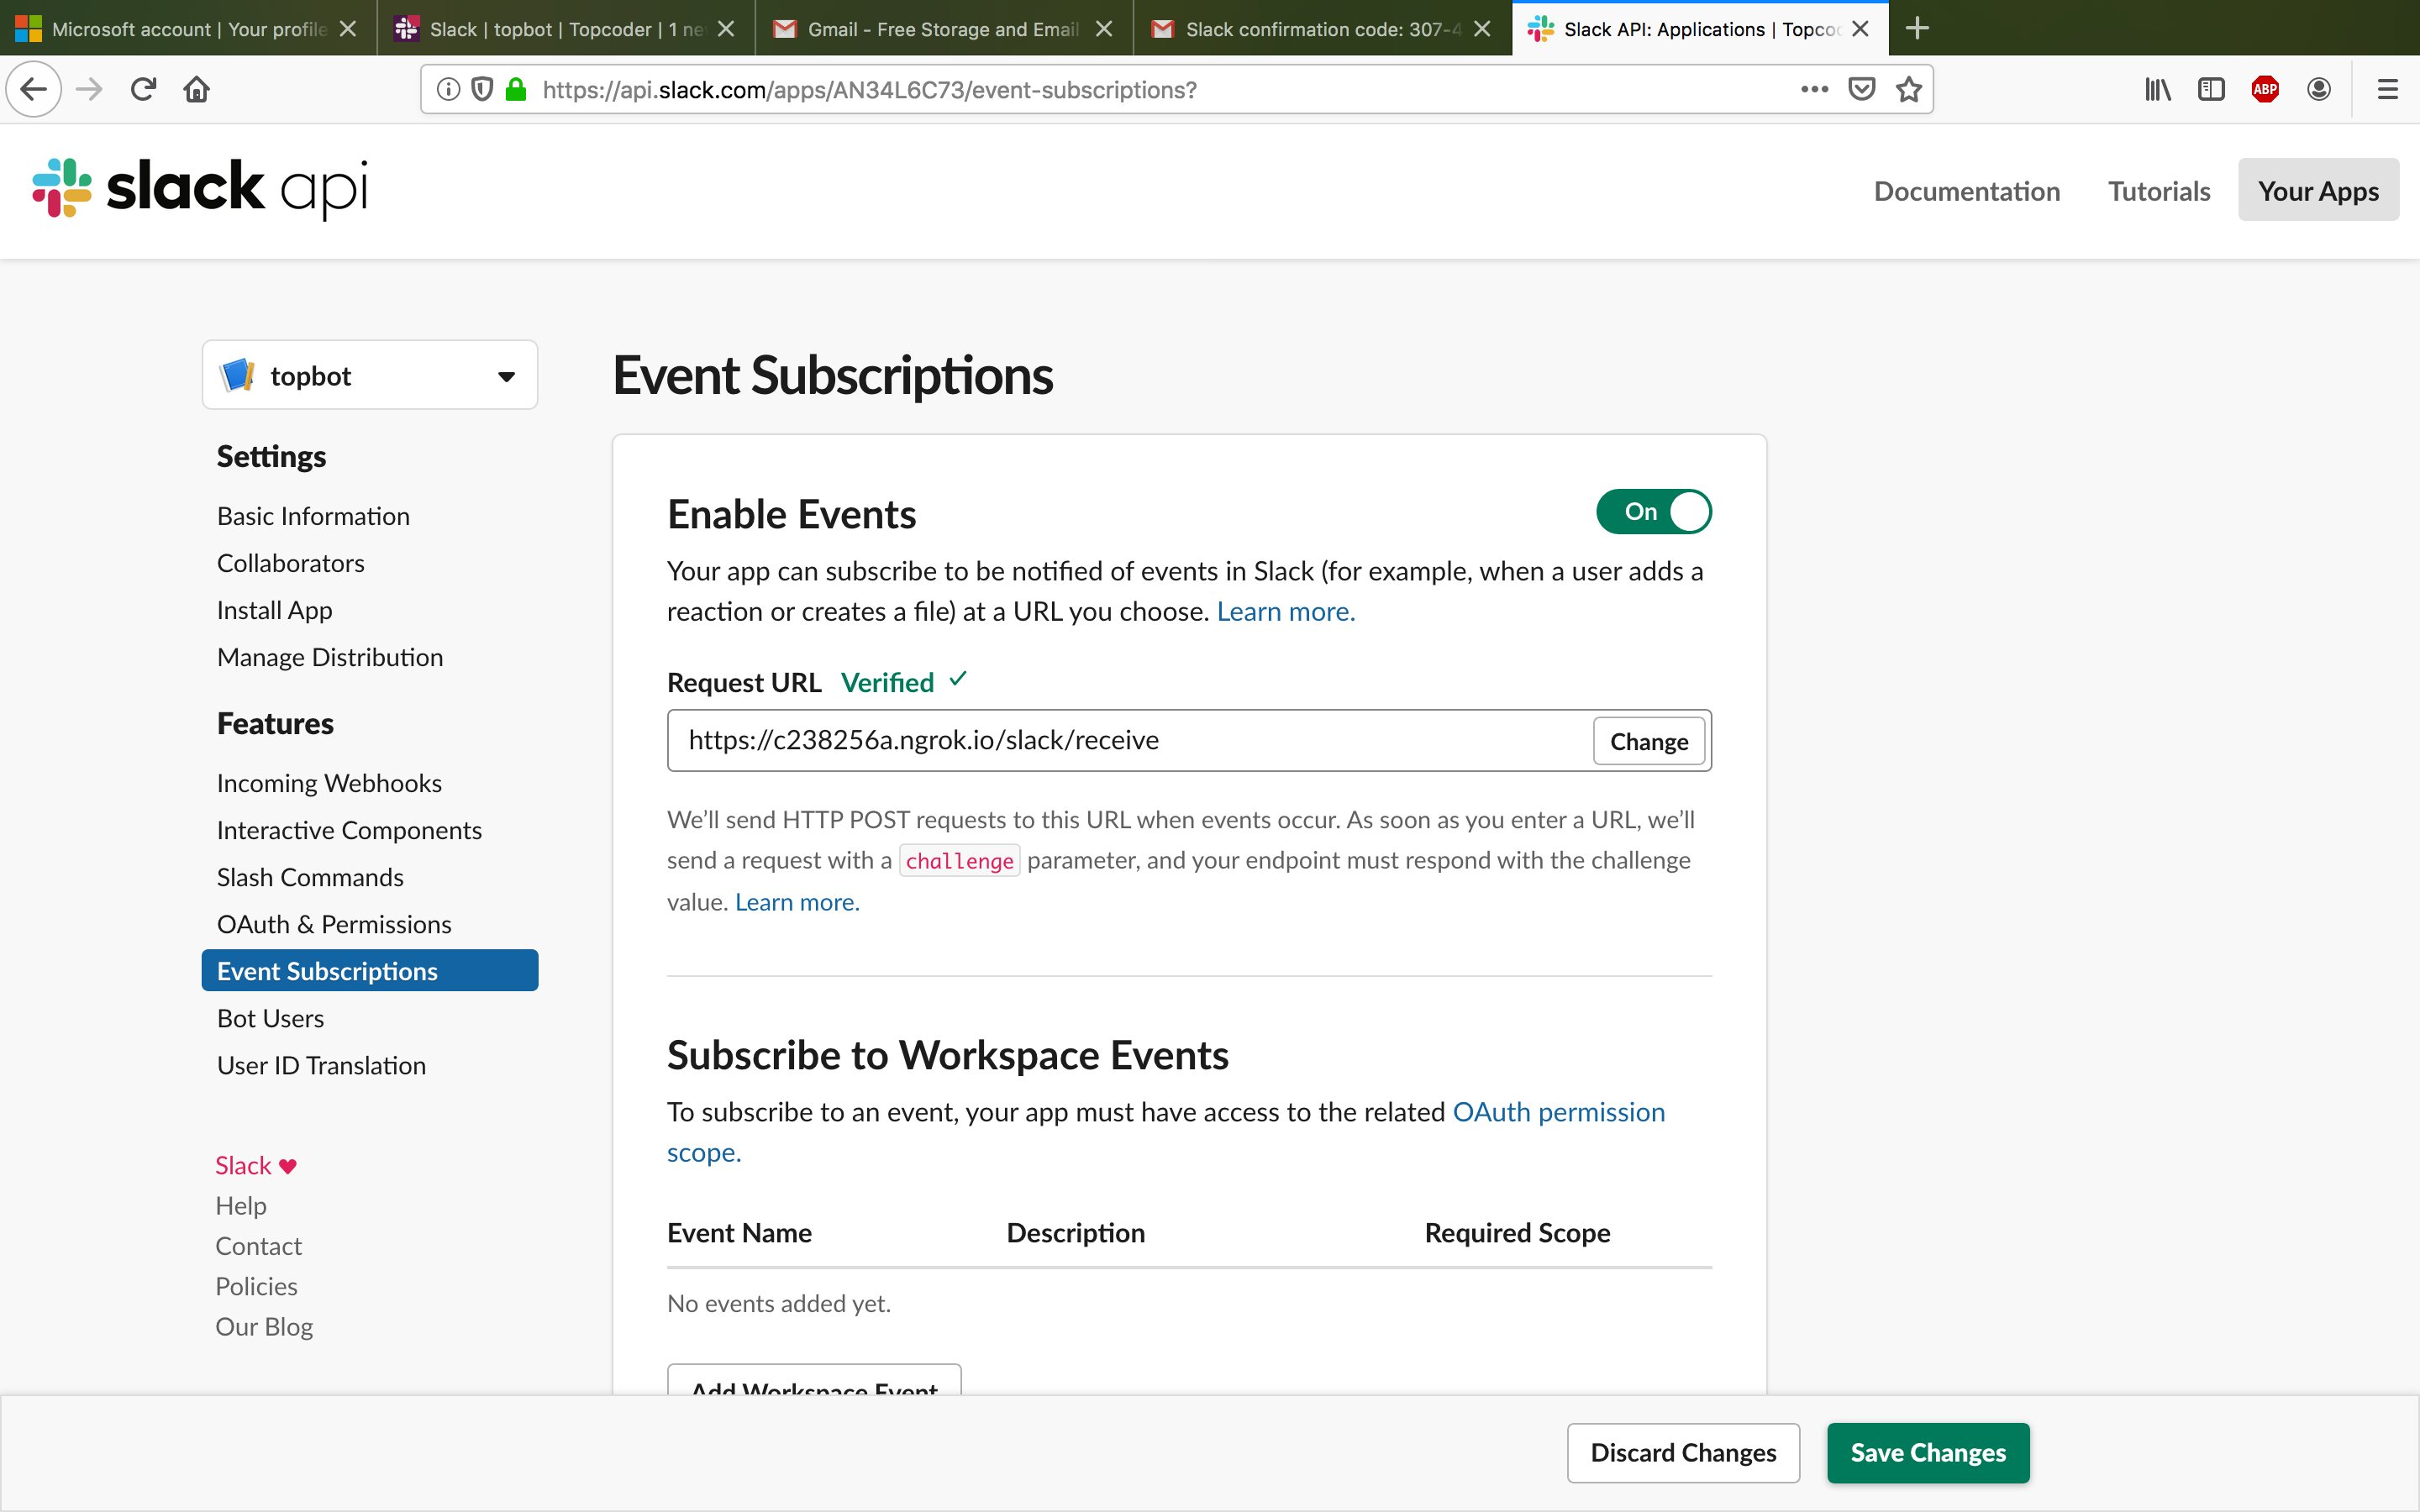 Microsoft account | Your profile
Slack | topbot | Topcoder | 1 ne
Gmail - Free Storage and Email
Slack confirmation code: 307-4
Slack API: Applications | Topco
https://api.slack.com/apps/AN34L6C73/event-subscriptions?
ABP
slack api
Documentation
Tutorials
Your Apps
topbot
Settings
Basic Information
Collaborators
Install App
Manage Distribution
Features
Incoming Webhooks
Interactive Components
Slash Commands
OAuth & Permissions
Event Subscriptions
Bot Users
User ID Translation
Slack ♥
Help
Contact
Policies
Our Blog
Event Subscriptions
Enable Events
On
Your app can subscribe to be notified of events in Slack (for example, when a user adds a
reaction or creates a file) at a URL you choose. Learn more.
Request URL Verified ✓
https://c238256a.ngrok.io/slack/receive
Change
We’ll send HTTP POST requests to this URL when events occur. As soon as you enter a URL, we’ll
send a request with a challenge parameter, and your endpoint must respond with the challenge
value. Learn more.
Subscribe to Workspace Events
To subscribe to an event, your app must have access to the related OAuth permission
scope.
Event Name Description Required Scope
No events added yet.
Add Workspace Event
Discard Changes
Save Changes